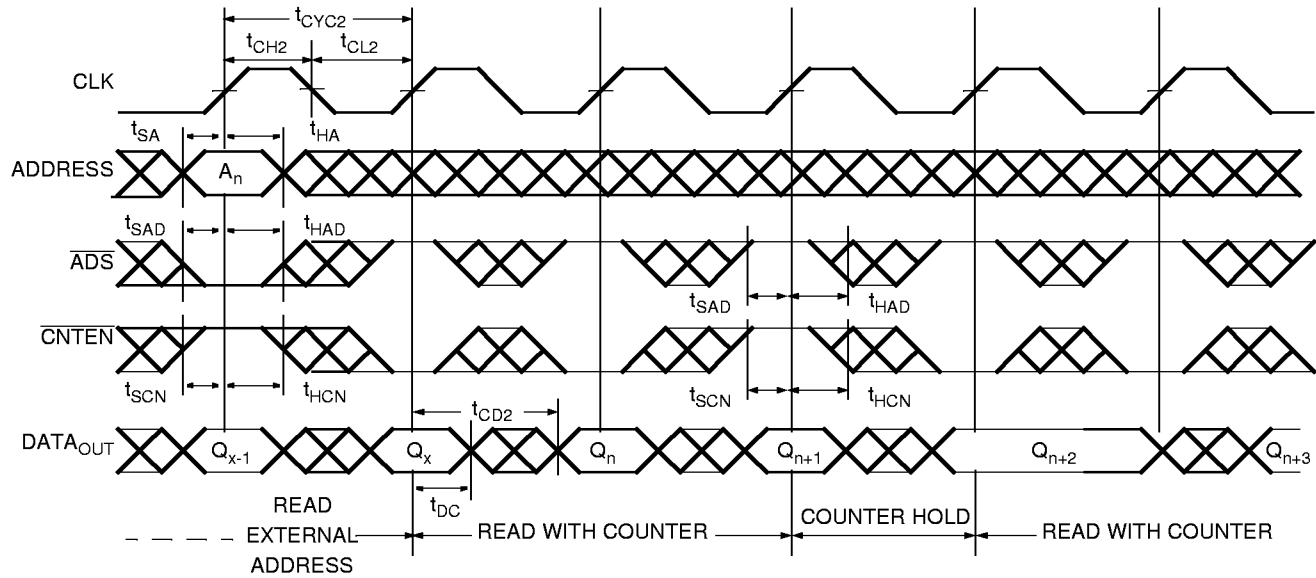 tCYC2
tCH2 tCL2
CLK
tSA tHA
ADDRESS An
tSAD tHAD
ADS
tSAD tHAD
CNTEN
tSCN tHCN tSCN tHCN
tCD2
DATAOUT Qx-1 Qx Qn Qn+1 Qn+2 Qn+3
tDC
READ
EXTERNAL
ADDRESS
READ WITH COUNTER
COUNTER HOLD
READ WITH COUNTER